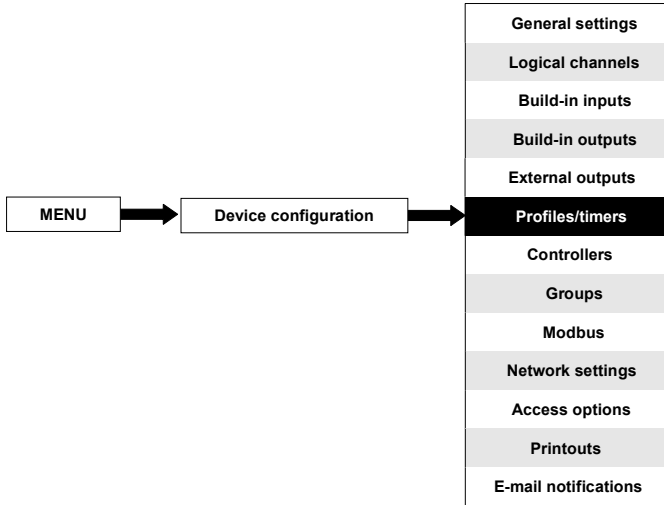 General settings
Logical channels
Build-in inputs
Build-in outputs
External outputs
MENU
Device configuration
Profiles/timers
Controllers
Groups
Modbus
Network settings
Access options
Printouts
E-mail notifications